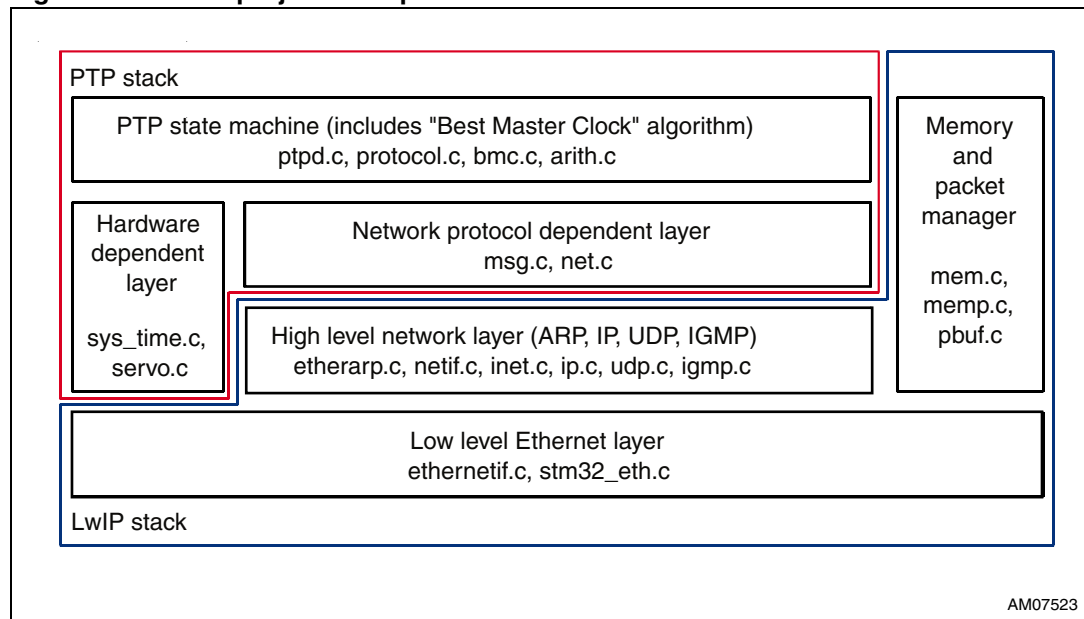 PTP stack
PTP state machine (includes "Best Master Clock" algorithm)
ptpd.c, protocol.c, bmc.c, arith.c
Hardware
dependent
layer
sys_time.c,
servo.c
Network protocol dependent layer
msg.c, net.c
High level network layer (ARP, IP, UDP, IGMP)
etherarp.c, netif.c, inet.c, ip.c, udp.c, igmp.c
Memory
and
packet
manager
mem.c,
memp.c,
pbuf.c
Low level Ethernet layer
ethernetif.c, stm32_eth.c
LwIP stack
AM07523